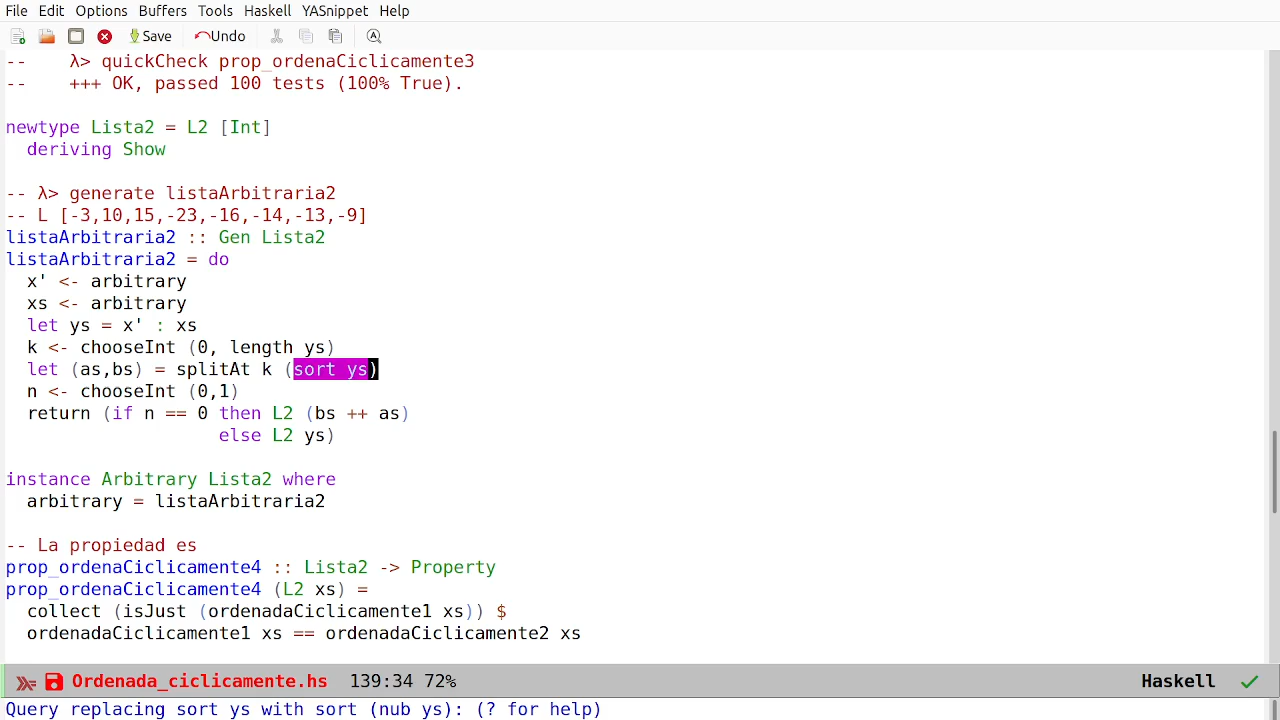 File Edit Options Buffers Tools Haskell YASnippet Help
Save Undo
--    λ> quickCheck prop_ordenaCiclicamente3
--    +++ OK, passed 100 tests (100% True).
newtype Lista2 = L2 [Int]
  deriving Show
-- λ> generate listaArbitraria2
-- L [-3,10,15,-23,-16,-14,-13,-9]
listaArbitraria2 :: Gen Lista2
listaArbitraria2 = do
  x' <- arbitrary
  xs <- arbitrary
  let ys = x' : xs
  k <- chooseInt (0, length ys)
  let (as,bs) = splitAt k (sort ys)
  n <- chooseInt (0,1)
  return (if n == 0 then L2 (bs ++ as)
                    else L2 ys)
instance Arbitrary Lista2 where
  arbitrary = listaArbitraria2
-- La propiedad es
prop_ordenaCiclicamente4 :: Lista2 -> Property
prop_ordenaCiclicamente4 (L2 xs) =
  collect (isJust (ordenadaCiclicamente1 xs)) $
  ordenadaCiclicamente1 xs == ordenadaCiclicamente2 xs
Ordenada_ciclicamente.hs  139:34 72%  Haskell ✓
Query replacing sort ys with sort (nub ys): (? for help)